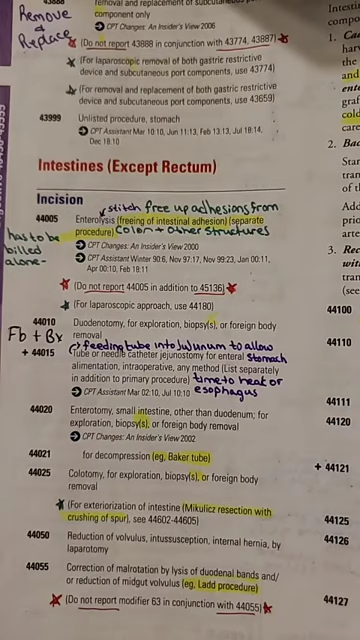 43888 removal and replacement of subcutaneous
component only
CPT Changes: An Insider's View 2006
Remove
&
Replace
(Do not report 43888 in conjunction with 43774, 43887)
(For laparoscopic removal of both gastric restrictive
device and subcutaneous port components, use 43774)
(For removal and replacement of both gastric restrictive
device and subcutaneous port components, use 43659)
43999 Unlisted procedure, stomach
CPT Assistant Mar 10:10, Jun 11:13, Feb 13:13, Jul 18:14,
Dec 18:10
Intestines (Except Rectum)
Incision
stitch free up adhesions from
44005 Enterolysis (freeing of intestinal adhesion) (separate
procedure) Colon + other structures
has to be
billed
alone-
CPT Changes: An Insider's View 2000
CPT Assistant Winter 90:6, Nov 97:17, Nov 99:23, Jan 00:11,
Apr 00:10, Feb 18:11
(Do not report 44005 in addition to 45136)
(For laparoscopic approach, use 44180)
44010 Duodenotomy, for exploration, biopsy(s), or foreign body
removal
Fb + Bx
feeding tube into jujunum to allow
+ 44015 Tube or needle catheter jejunostomy for enteral stomach
alimentation, intraoperative, any method (List separately
in addition to primary procedure) time to heal or
esophagus
CPT Assistant Mar 02:10, Jul 10:10
44020 Enterotomy, small intestine, other than duodenum; for
exploration, biopsy(s), or foreign body removal
CPT Changes: An Insider's View 2002
44021 for decompression (eg, Baker tube)
44025 Colotomy, for exploration, biopsy(s), or foreign body
removal
(For exteriorization of intestine (Mikulicz resection with
crushing of spur), see 44602-44605)
44050 Reduction of volvulus, intussusception, internal hernia, by
laparotomy
44055 Correction of malrotation by lysis of duodenal bands and/
or reduction of midgut volvulus (eg, Ladd procedure)
(Do not report modifier 63 in conjunction with 44055)
1.
and
2.
3.
44100
44110
44111
44120
+ 44121
44125
44126
44127